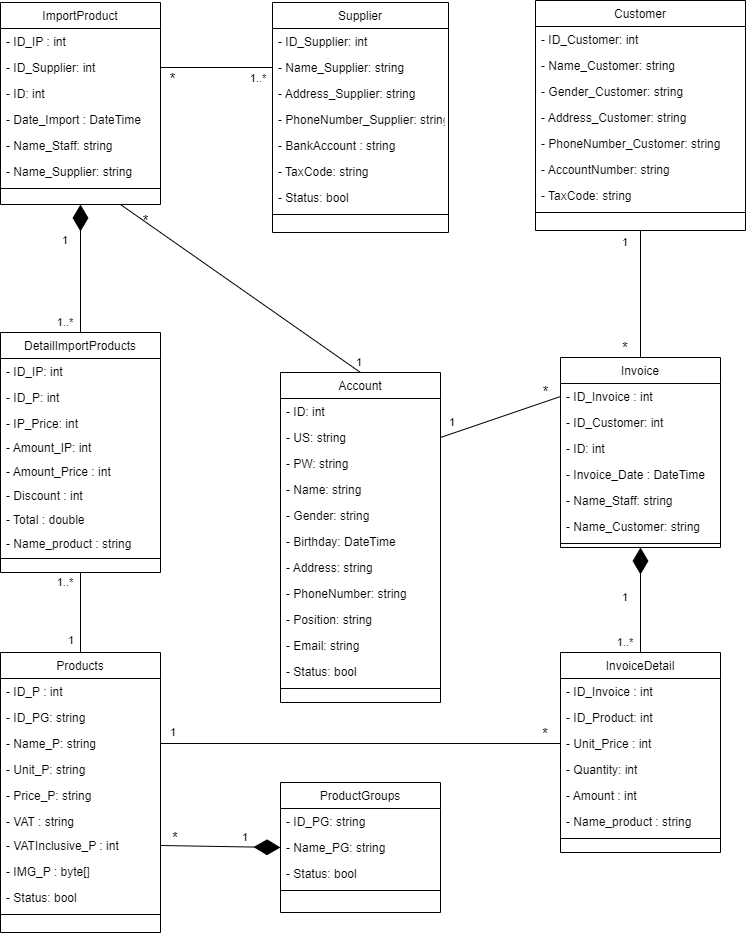 ImportProduct
- ID_IP : int
- ID_Supplier: int
- ID: int
- Date_Import : DateTime
- Name_Staff: string
- Name_Supplier: string
Supplier
- ID_Supplier: int
- Name_Supplier: string
- Address_Supplier: string
- PhoneNumber_Supplier: string
- BankAccount : string
- TaxCode: string
- Status: bool
Customer
- ID_Customer: int
- Name_Customer: string
- Gender_Customer: string
- Address_Customer: string
- PhoneNumber_Customer: string
- AccountNumber: string
- TaxCode: string
*
1..*
1
1..*
*
1
1
*
DetailImportProducts
- ID_IP: int
- ID_P: int
- IP_Price: int
- Amount_IP: int
- Amount_Price : int
- Discount : int
- Total : double
- Name_product : string
Account
- ID: int
- US: string
- PW: string
- Name: string
- Gender: string
- Birthday: DateTime
- Address: string
- PhoneNumber: string
- Position: string
- Email: string
- Status: bool
1
*
Invoice
- ID_Invoice : int
- ID_Customer: int
- ID: int
- Invoice_Date : DateTime
- Name_Staff: string
- Name_Customer: string
1..*
1
1
1..*
Products
- ID_P : int
- ID_PG: string
- Name_P: string
- Unit_P: string
- Price_P: string
- VAT : string
- VATInclusive_P : int
- IMG_P : byte[]
- Status: bool
1
*
*
1
ProductGroups
- ID_PG: string
- Name_PG: string
- Status: bool
InvoiceDetail
- ID_Invoice : int
- ID_Product: int
- Unit_Price : int
- Quantity: int
- Amount : int
- Name_product : string